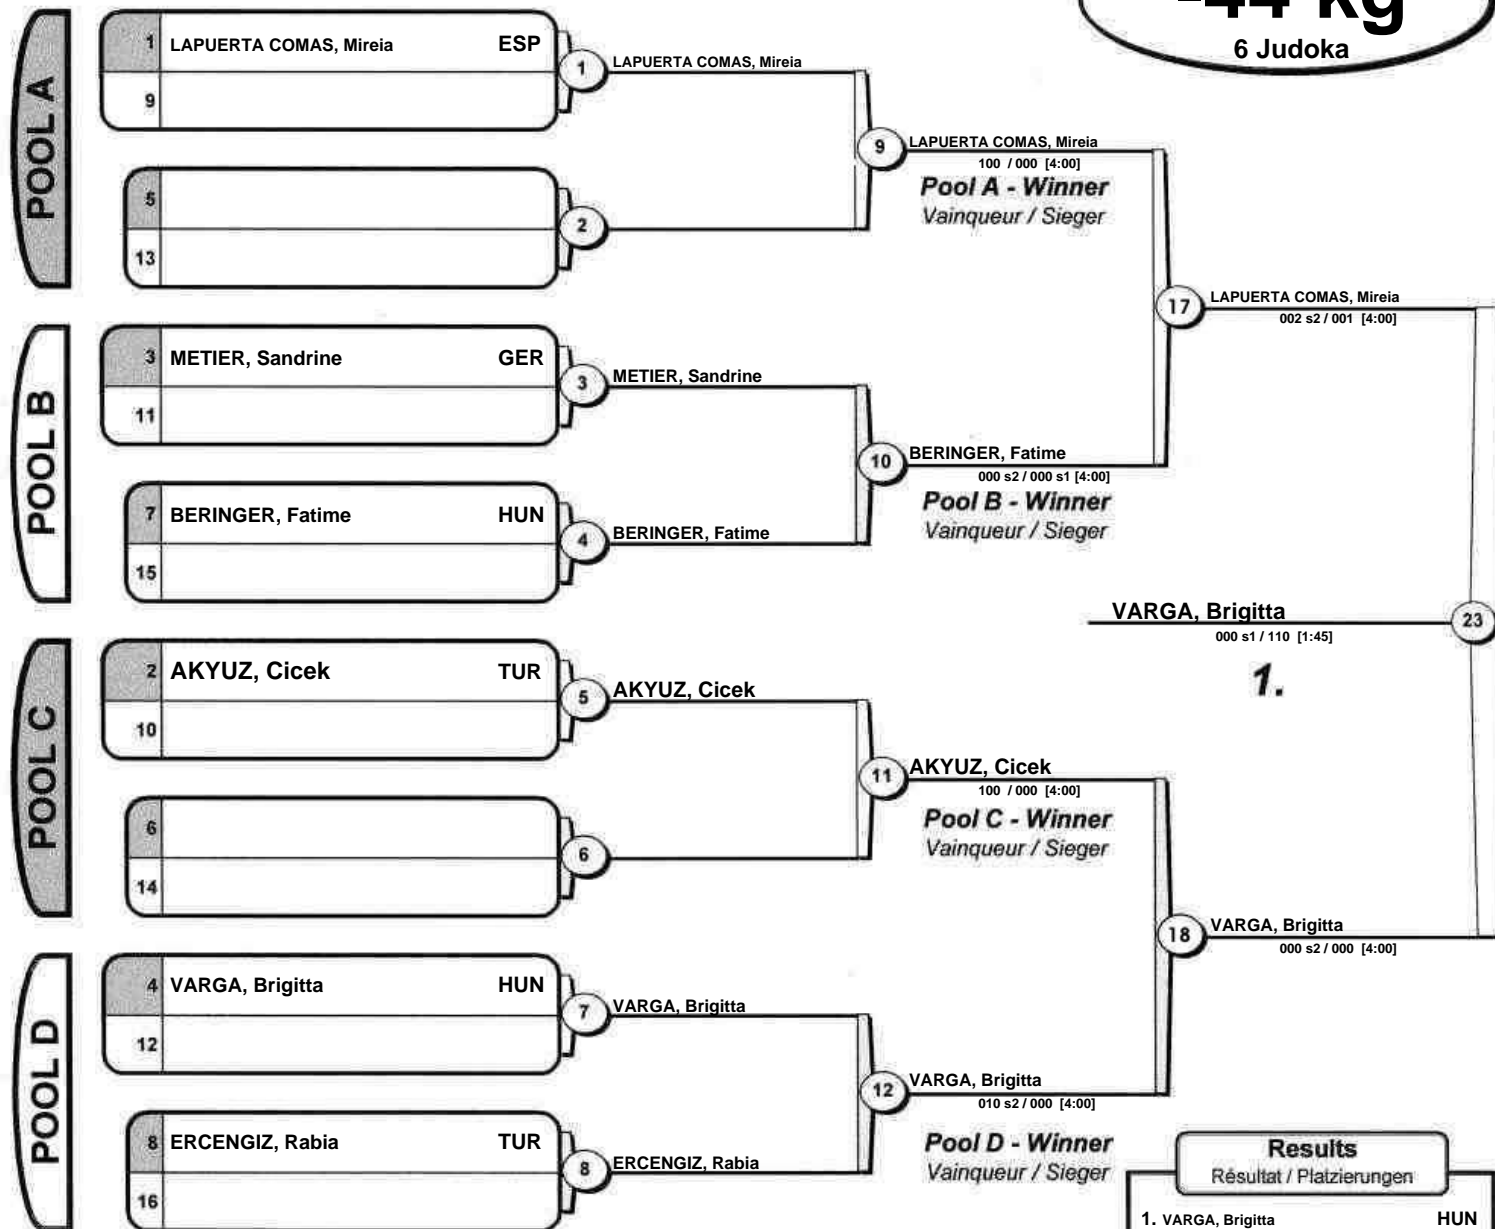 -44 kg
6 Judoka
POOL A
1 LAPUERTA COMAS, Mireia ESP
9
1 LAPUERTA COMAS, Mireia
5
13
2
9 LAPUERTA COMAS, Mireia
100 / 000 [4:00]
Pool A - Winner
Vainqueur / Sieger
17 LAPUERTA COMAS, Mireia
002 s2 / 001 [4:00]
POOL B
3 METIER, Sandrine GER
11
3 METIER, Sandrine
7 BERINGER, Fatime HUN
15
4 BERINGER, Fatime
10 BERINGER, Fatime
000 s2 / 000 s1 [4:00]
Pool B - Winner
Vainqueur / Sieger
VARGA, Brigitta 23
000 s1 / 110 [1:45]
1.
POOL C
2 AKYUZ, Cicek TUR
10
5 AKYUZ, Cicek
6
14
6
11 AKYUZ, Cicek
100 / 000 [4:00]
Pool C - Winner
Vainqueur / Sieger
18 VARGA, Brigitta
000 s2 / 000 [4:00]
POOL D
4 VARGA, Brigitta HUN
12
7 VARGA, Brigitta
8 ERCENGIZ, Rabia TUR
16
8 ERCENGIZ, Rabia
12 VARGA, Brigitta
010 s2 / 000 [4:00]
Pool D - Winner
Vainqueur / Sieger
Results
Résultat / Platzierungen
1. VARGA, Brigitta HUN